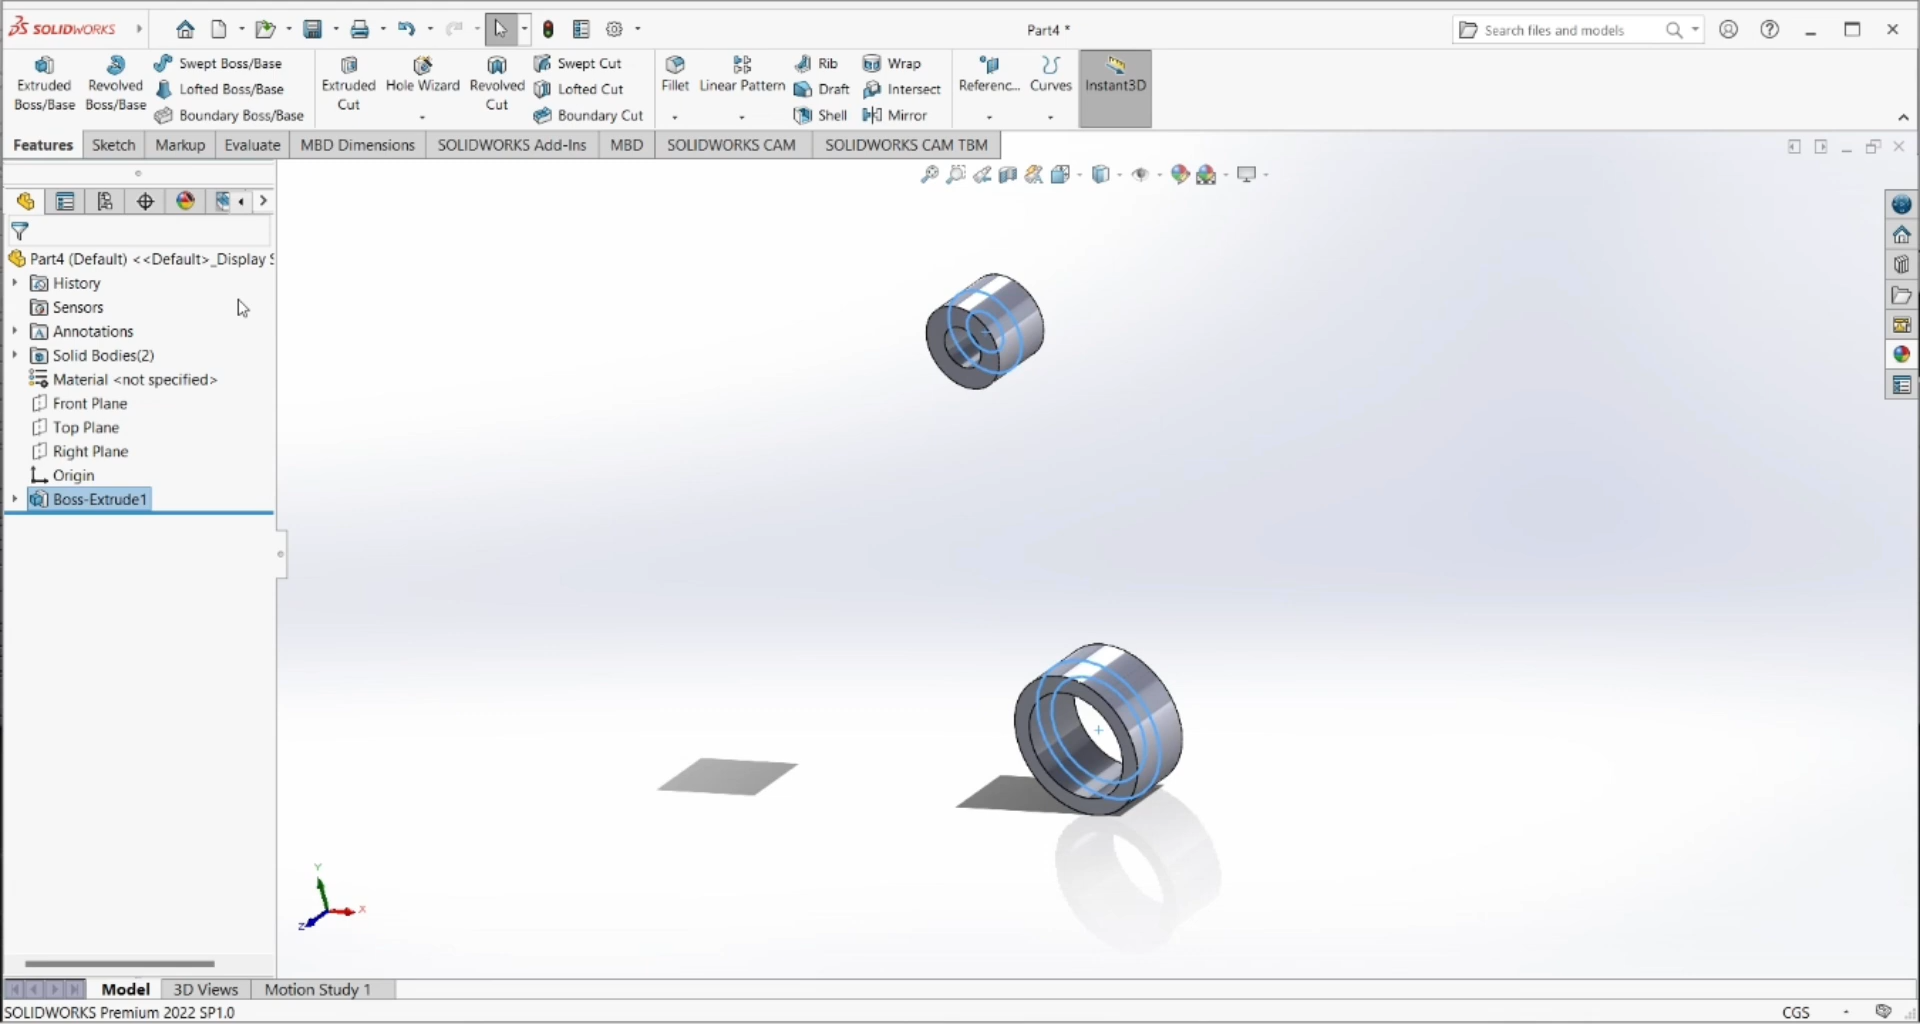 SOLIDWORKS
Part4 *
Search files and models
Extruded Boss/Base
Revolved Boss/Base
Swept Boss/Base
Lofted Boss/Base
Boundary Boss/Base
Extruded Cut
Hole Wizard
Revolved Cut
Swept Cut
Lofted Cut
Boundary Cut
Fillet
Linear Pattern
Rib
Draft
Shell
Wrap
Intersect
Mirror
Referenc...
Curves
Instant3D
Features
Sketch
Markup
Evaluate
MBD Dimensions
SOLIDWORKS Add-Ins
MBD
SOLIDWORKS CAM
SOLIDWORKS CAM TBM
Part4 (Default) <<Default>_Display S
History
Sensors
Annotations
Solid Bodies(2)
Material <not specified>
Front Plane
Top Plane
Right Plane
Origin
Boss-Extrude1
Y
X
Z
Model
3D Views
Motion Study 1
SOLIDWORKS Premium 2022 SP1.0
CGS